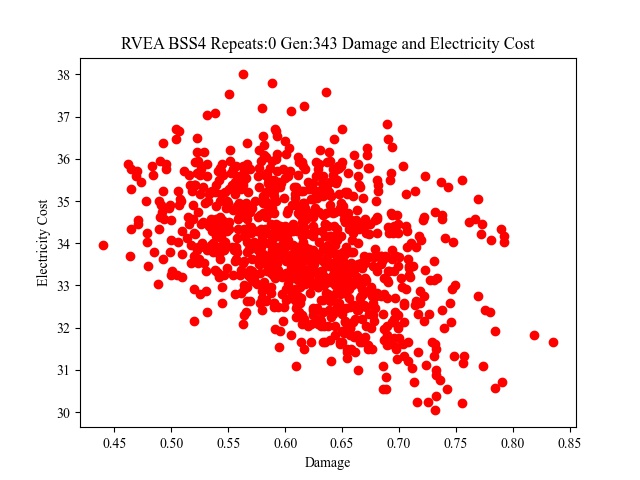 RVEA BSS4 Repeats:0 Gen:343 Damage and Electricity Cost
38
37
36
35
34
33
32
31
30
Electricity Cost
0.45 0.50 0.55 0.60 0.65 0.70 0.75 0.80 0.85
Damage